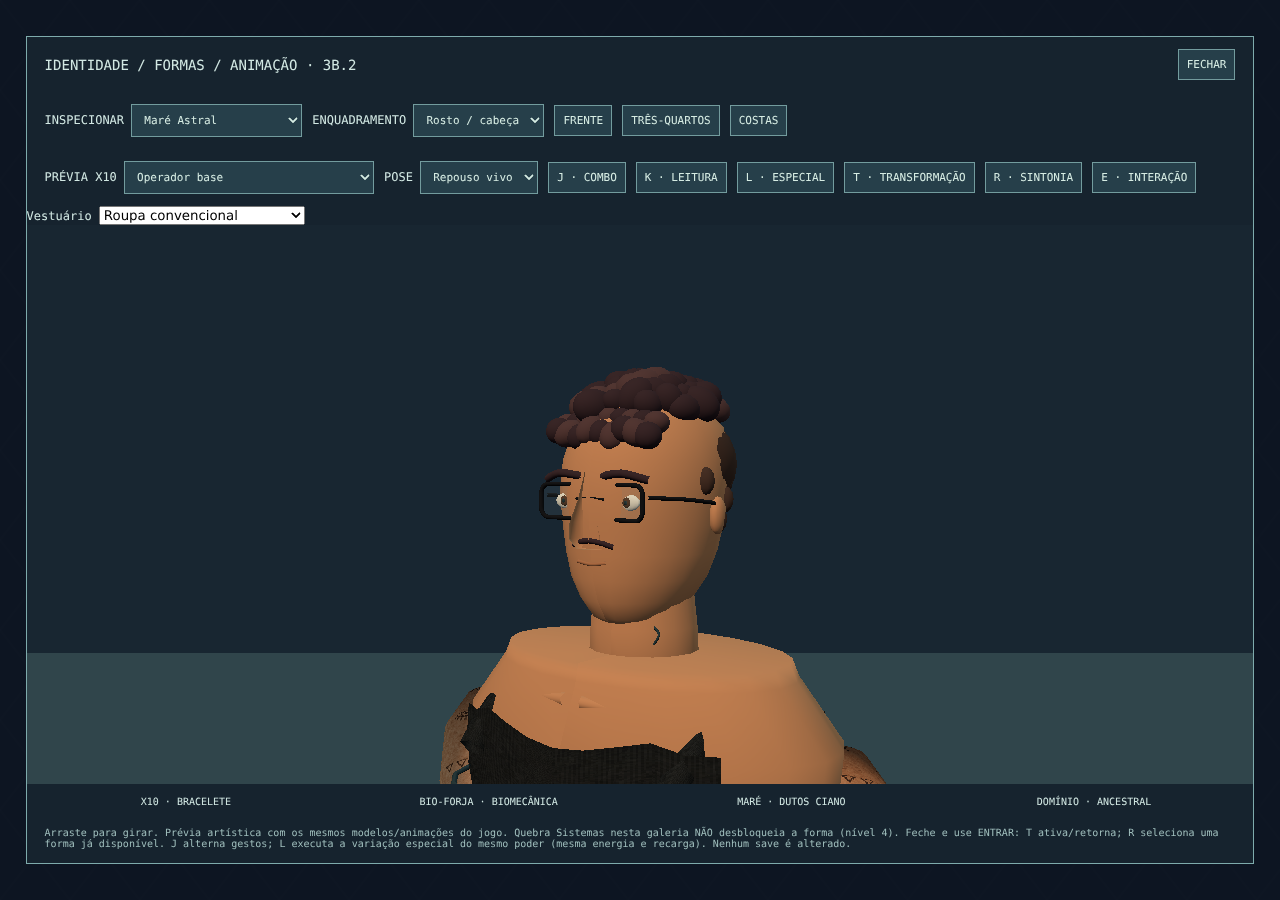 IDENTIDADE / FORMAS / ANIMAÇÃO · 3B.2
FECHAR
INSPECIONAR Maré Astral ENQUADRAMENTO Rosto / cabeça FRENTE TRÊS-QUARTOS COSTAS
PRÉVIA X10 Operador base POSE Repouso vivo J · COMBO K · LEITURA L · ESPECIAL T · TRANSFORMAÇÃO R · SINTONIA E · INTERAÇÃO
Vestuário Roupa convencional
X10 · BRACELETE BIO-FORJA · BIOMECÂNICA MARÉ · DUTOS CIANO DOMÍNIO · ANCESTRAL
Arraste para girar. Prévia artística com os mesmos modelos/animações do jogo. Quebra Sistemas nesta galeria NÃO desbloqueia a forma (nível 4). Feche e use ENTRAR: T ativa/retorna; R seleciona uma
forma já disponível. J alterna gestos; L executa a variação especial do mesmo poder (mesma energia e recarga). Nenhum save é alterado.